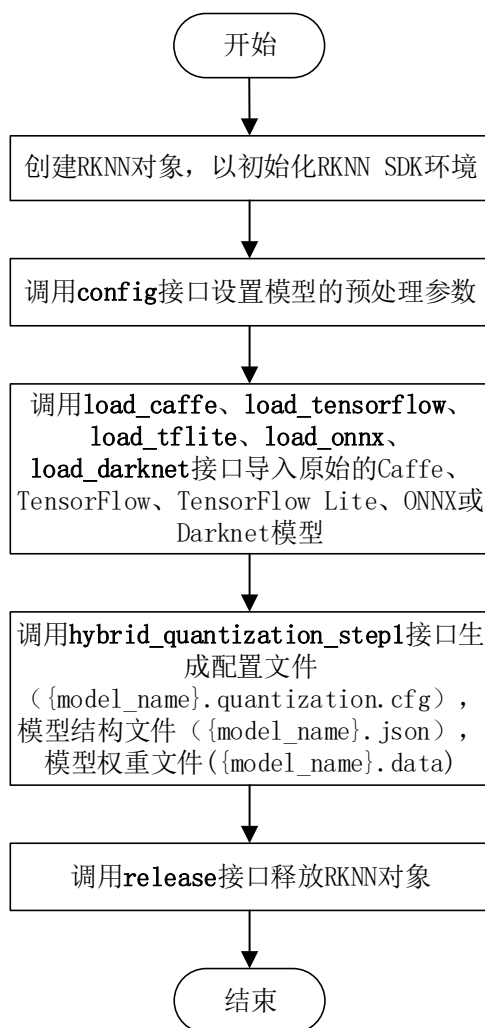 开始
创建RKNN对象，以初始化RKNN SDK环境
调用config接口设置模型的预处理参数
调用load_caffe、load_tensorflow、
load_tflite、load_onnx、
load_darknet接口导入原始的Caffe、
TensorFlow、TensorFlow Lite、ONNX或
Darknet模型
调用hybrid_quantization_step1接口生
成配置文件
（{model_name}.quantization.cfg），
模型结构文件（{model_name}.json），
模型权重文件({model_name}.data)
调用release接口释放RKNN对象
结束